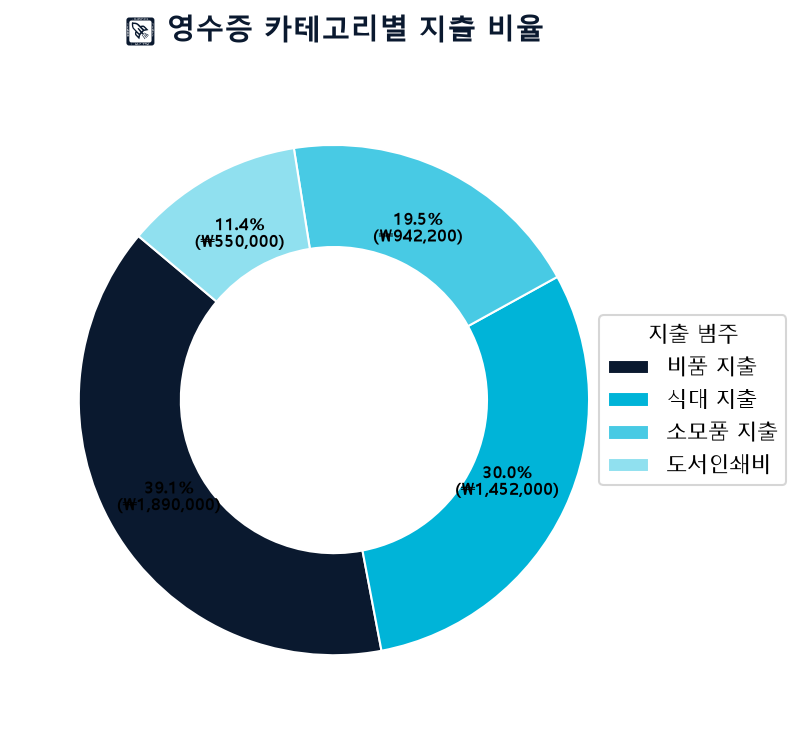 영수증 카테고리별 지출 비율
11.4%
(₩550,000)
19.5%
(₩942,200)
39.1%
(₩1,890,000)
30.0%
(₩1,452,000)
지출 범주
비품 지출
식대 지출
소모품 지출
도서인쇄비